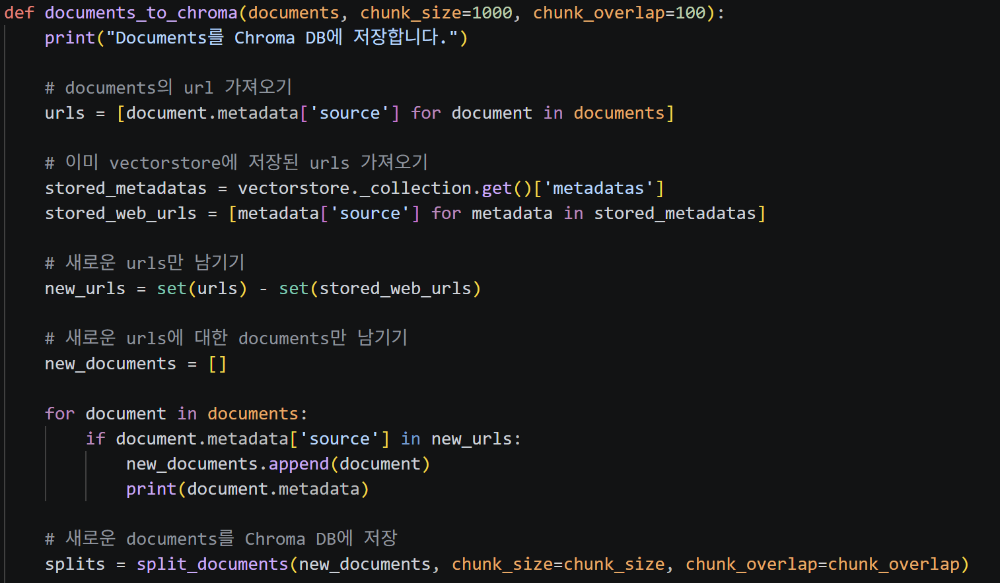 def documents_to_chroma(documents, chunk_size=1000, chunk_overlap=100):
    print("Documents를 Chroma DB에 저장합니다.")

    # documents의 url 가져오기
    urls = [document.metadata['source'] for document in documents]

    # 이미 vectorstore에 저장된 urls 가져오기
    stored_metadatas = vectorstore._collection.get()['metadatas']
    stored_web_urls = [metadata['source'] for metadata in stored_metadatas]

    # 새로운 urls만 남기기
    new_urls = set(urls) - set(stored_web_urls)

    # 새로운 urls에 대한 documents만 남기기
    new_documents = []

    for document in documents:
        if document.metadata['source'] in new_urls:
            new_documents.append(document)
            print(document.metadata)

    # 새로운 documents를 Chroma DB에 저장
    splits = split_documents(new_documents, chunk_size=chunk_size, chunk_overlap=chunk_overlap)